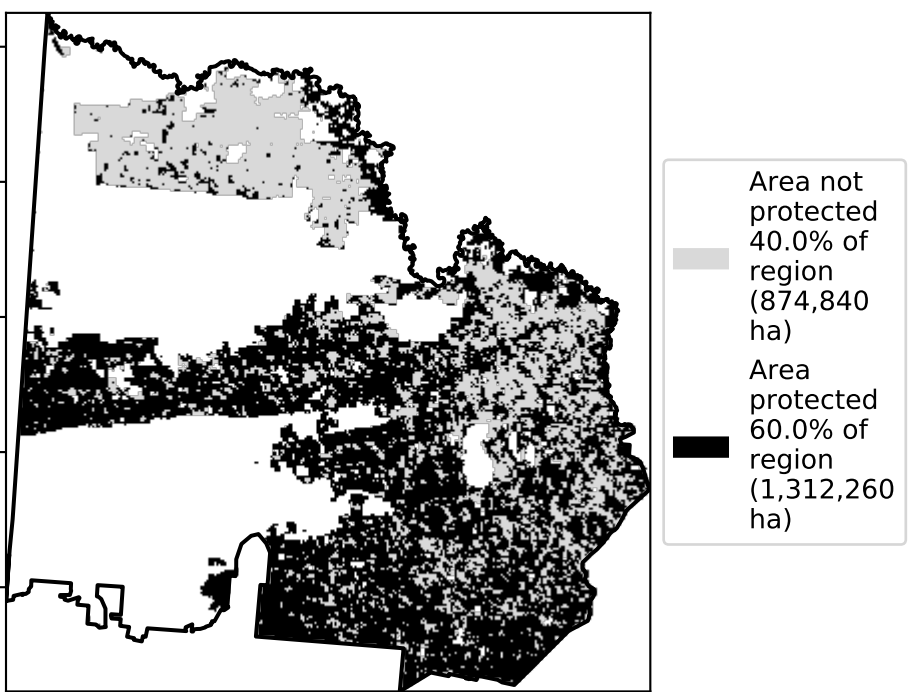 Area not
protected
40.0% of
region
(874,840
ha)
Area
protected
60.0% of
region
(1,312,260
ha)